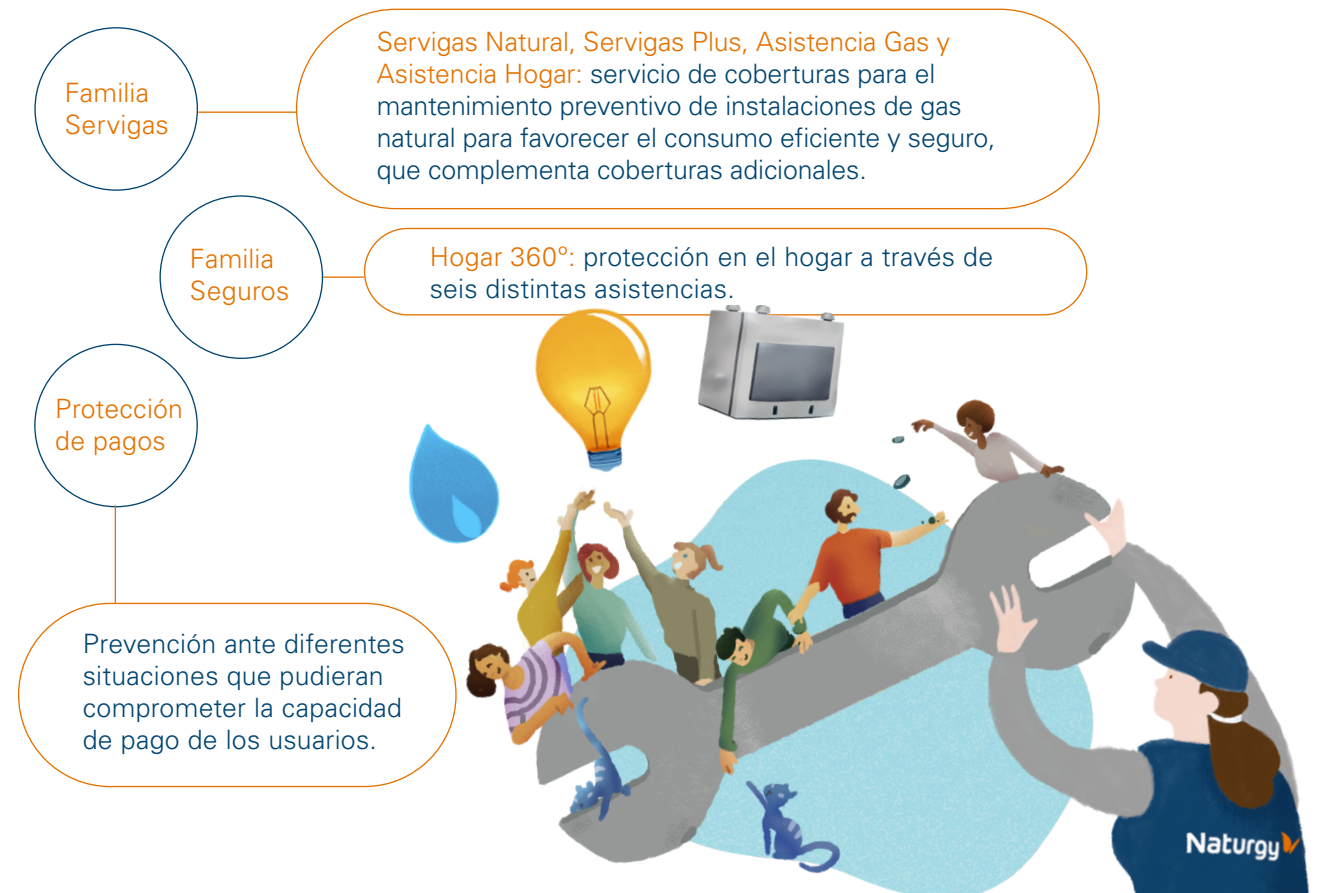 Familia
Servigas
Servigas Natural, Servigas Plus, Asistencia Gas y
Asistencia Hogar: servicio de coberturas para el
mantenimiento preventivo de instalaciones de gas
natural para favorecer el consumo eficiente y seguro,
que complementa coberturas adicionales.
Familia
Seguros
Hogar 360º: protección en el hogar a través de
seis distintas asistencias.
Protección
de pagos
Prevención ante diferentes
situaciones que pudieran
comprometer la capacidad
de pago de los usuarios.
Naturgy